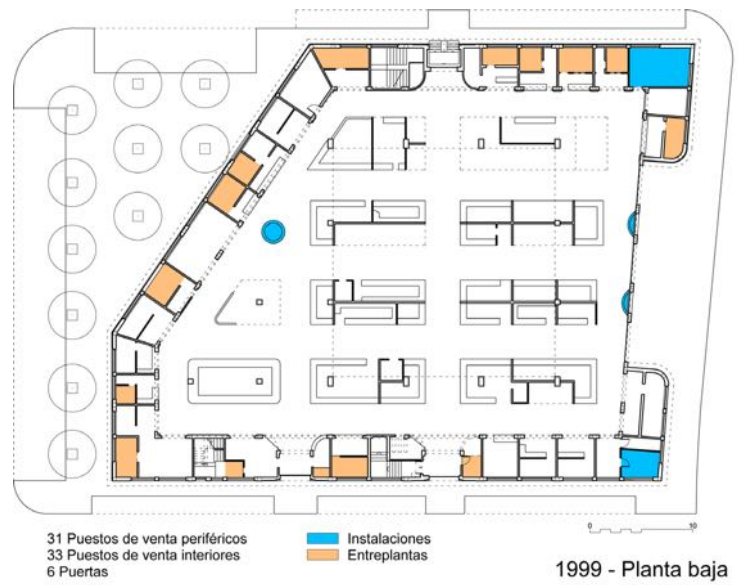 31 Puestos de venta periféricos
33 Puestos de venta interiores
6 Puertas
Instalaciones
Entreplantas
0 10
1999 - Planta baja